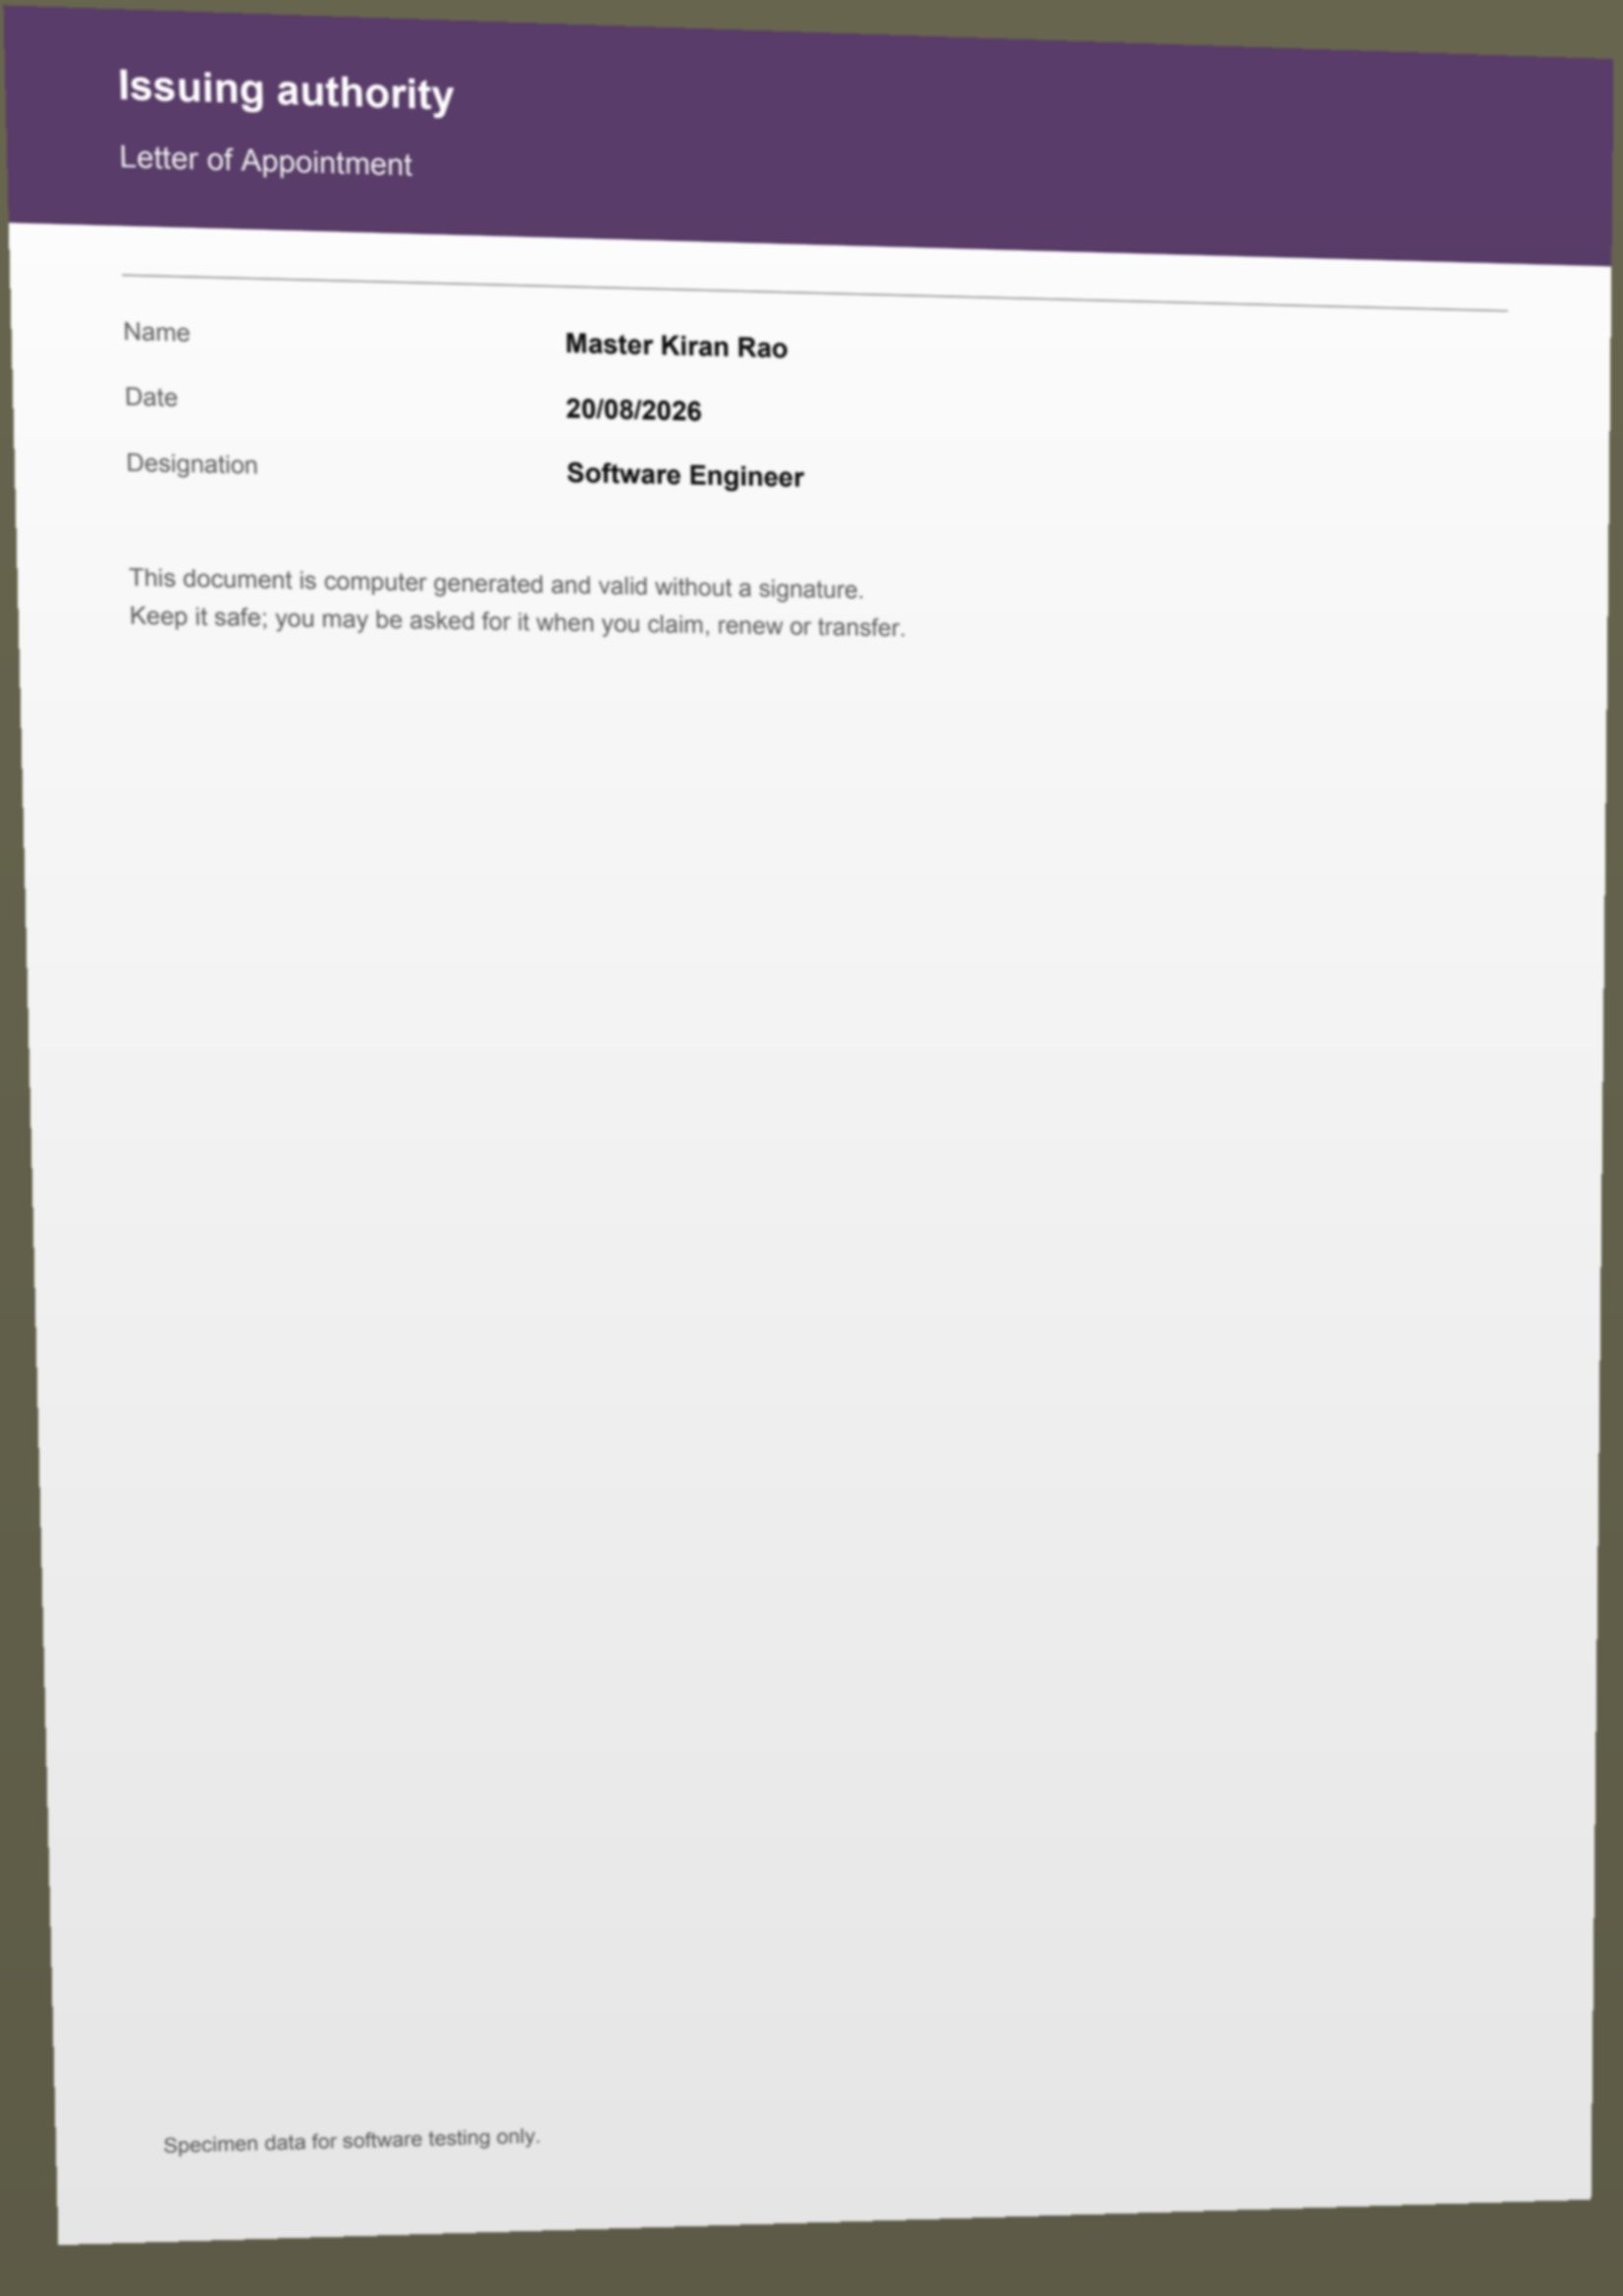 Issuing authority
Letter of Appointment
Name Master Kiran Rao
Date 20/08/2026
Designation Software Engineer
This document is computer generated and valid without a signature.
Keep it safe; you may be asked for it when you claim, renew or transfer.
Specimen data for software testing only.